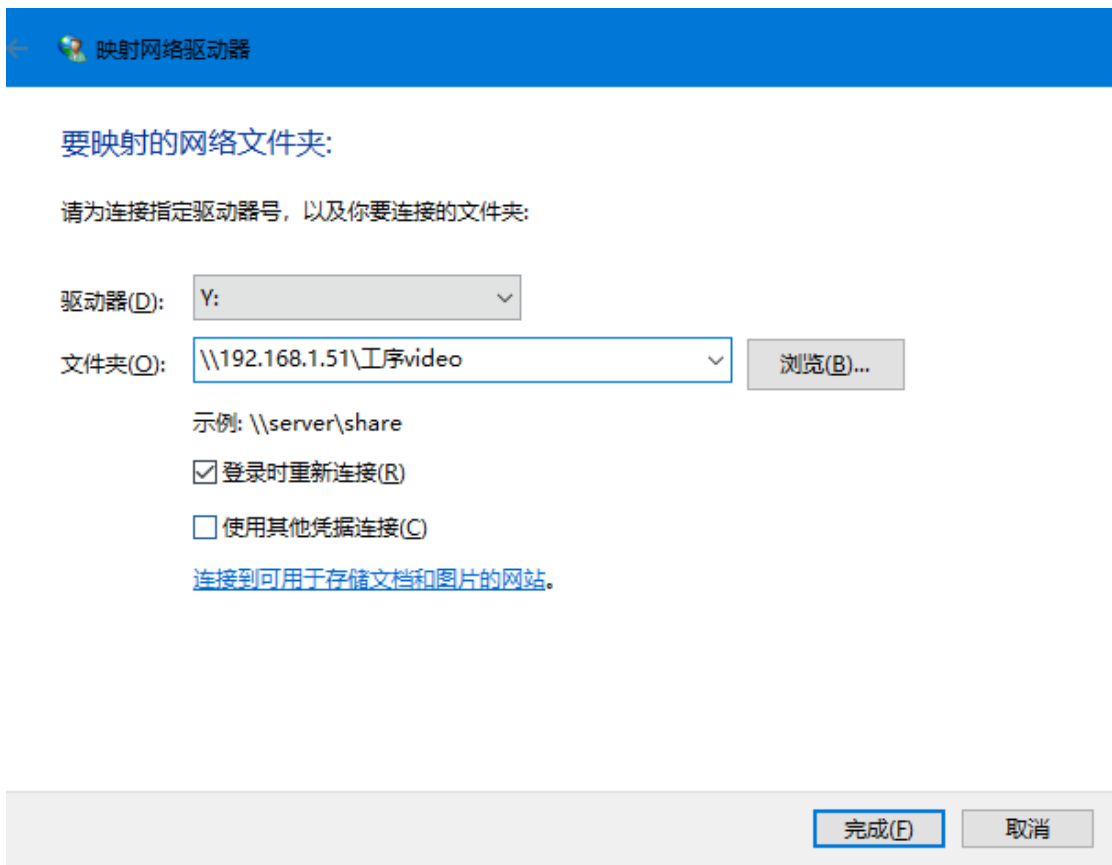 映射网络驱动器
要映射的网络文件夹:
请为连接指定驱动器号，以及你要连接的文件夹:
驱动器(D): Y:
文件夹(O): \\192.168.1.51\工序video 浏览(B)...
示例: \\server\share
登录时重新连接(R)
使用其他凭据连接(C)
连接到可用于存储文档和图片的网站。
完成(F) 取消